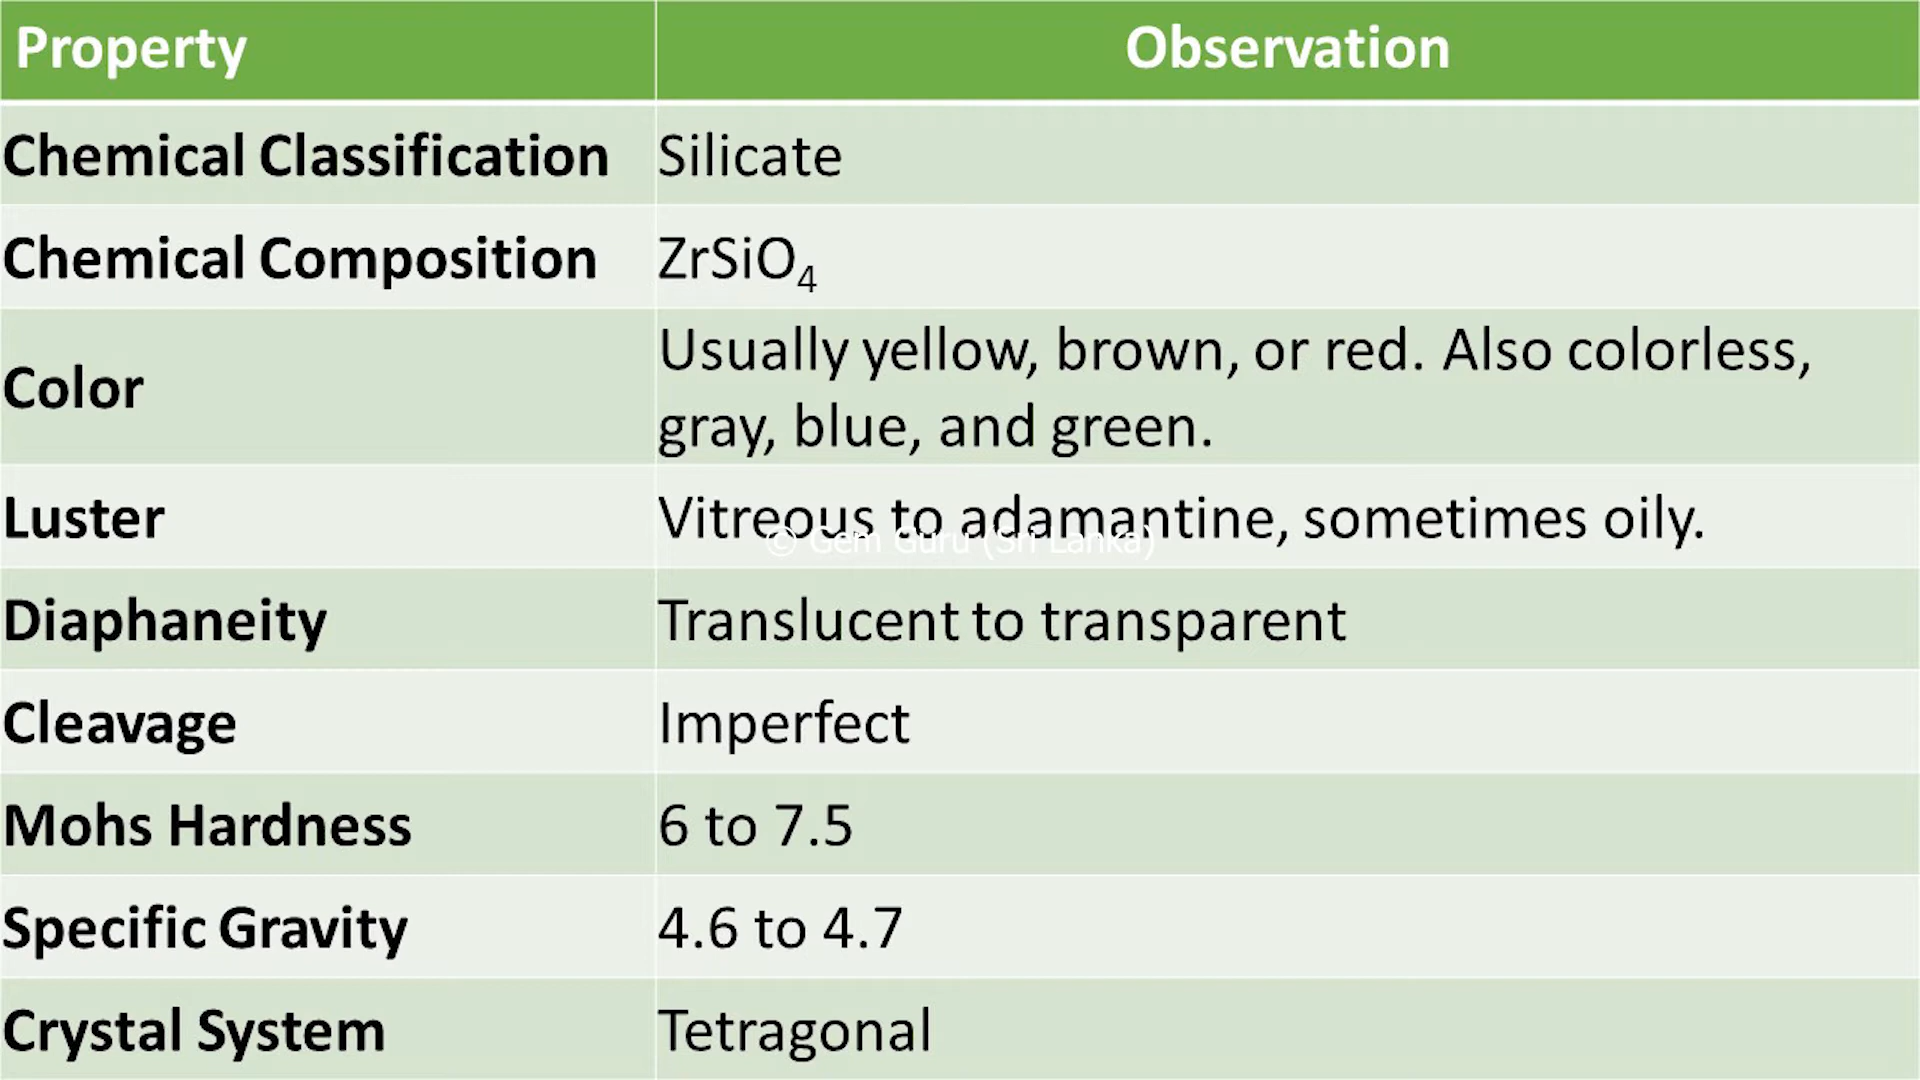 Property Observation
Chemical Classification Silicate
Chemical Composition ZrSiO₄
Color Usually yellow, brown, or red. Also colorless,
gray, blue, and green.
Luster Vitreous to adamantine, sometimes oily.
© Gem Guru (Sri Lanka)
Diaphaneity Translucent to transparent
Cleavage Imperfect
Mohs Hardness 6 to 7.5
Specific Gravity 4.6 to 4.7
Crystal System Tetragonal